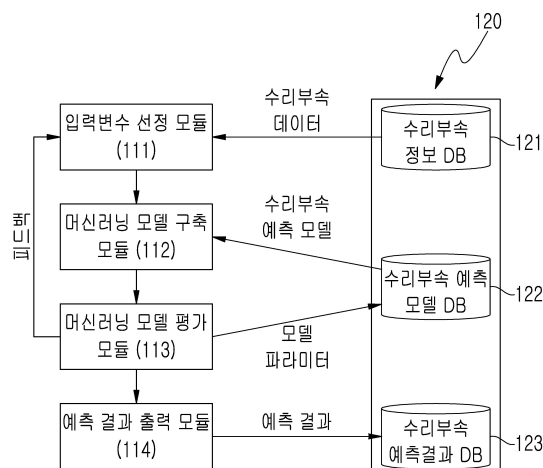 120
수리부속
데이터
입력변수 선정 모듈
(111)
수리부속
정보 DB
121
피드백
머신러닝 모델 구축
모듈 (112)
수리부속
예측 모델
수리부속 예측
모델 DB
122
머신러닝 모델 평가
모듈 (113)
모델
파라미터
예측 결과 출력 모듈
(114)
예측 결과
수리부속
예측결과 DB
123